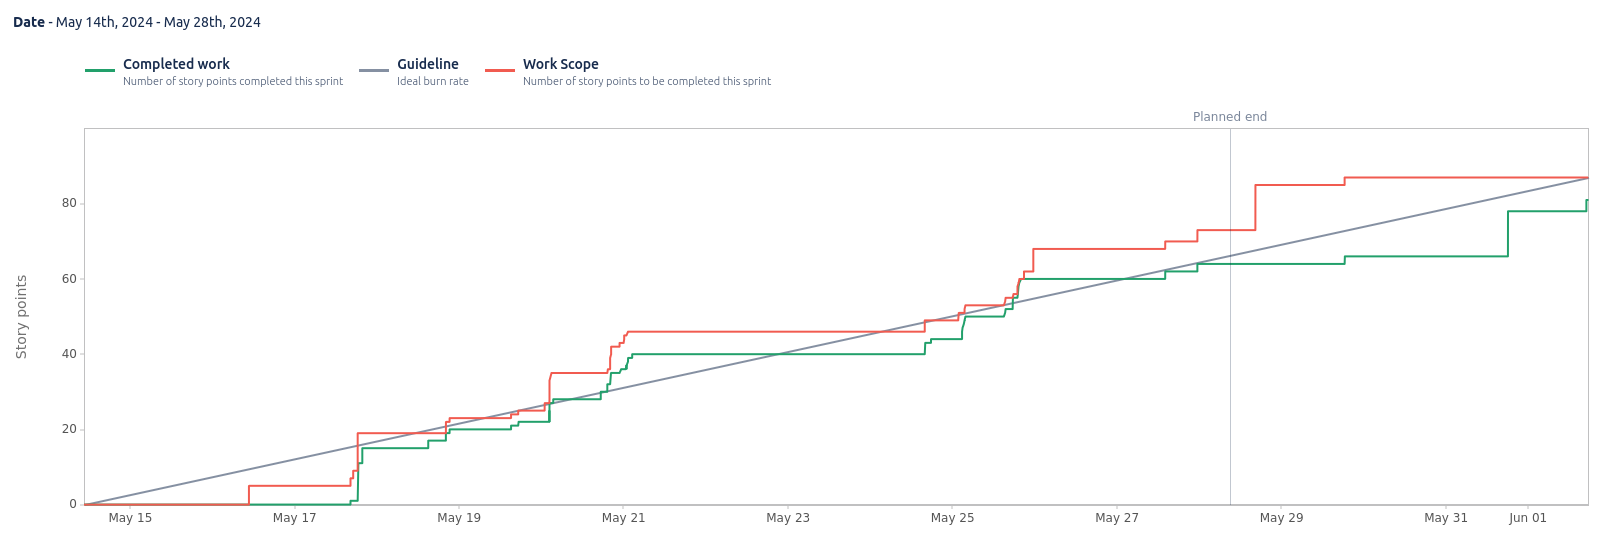 Date - May 14th, 2024 - May 28th, 2024
Completed work
Number of story points completed this sprint
Guideline
Ideal burn rate
Work Scope
Number of story points to be completed this sprint
Planned end
Story points
80
60
40
20
0
May 15
May 17
May 19
May 21
May 23
May 25
May 27
May 29
May 31
Jun 01